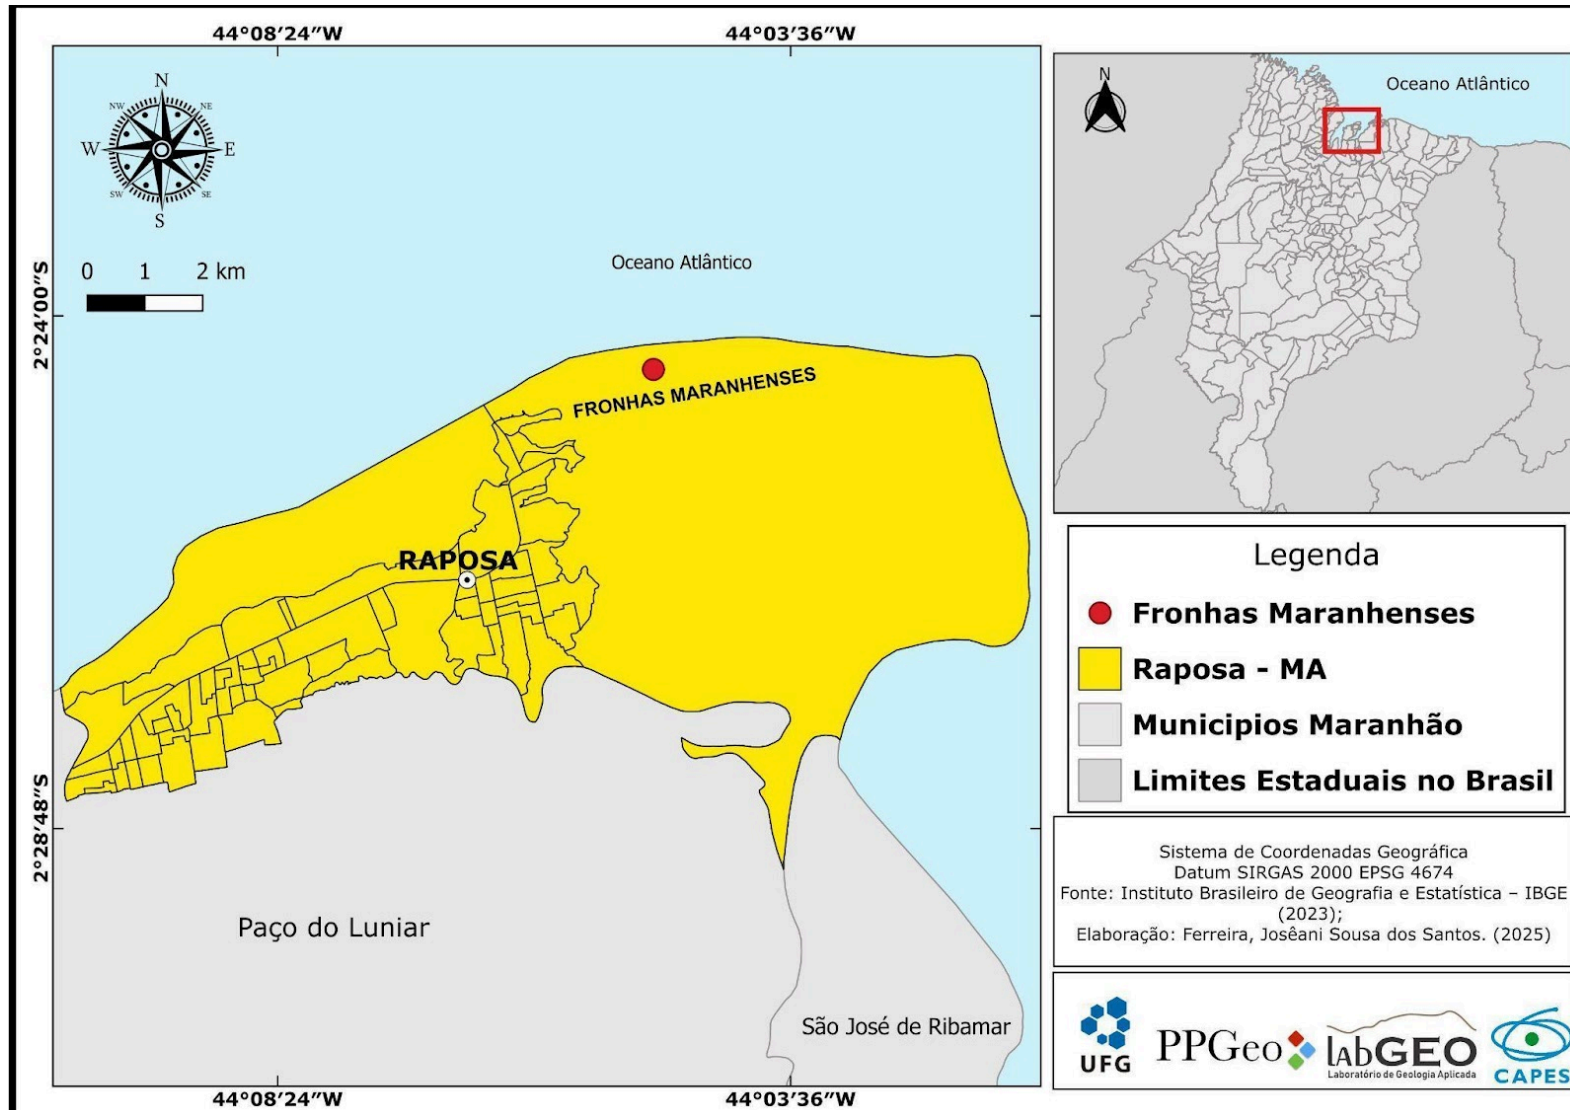 44°08'24"W
44°03'36"W
N
NW
NE
W
E
SW
SE
S
0 1 2 km
Oceano Atlântico
2°24'00"S
FRONHAS MARANHENSES
RAPOSA
2°28'48"S
Paço do Luniar
São José de Ribamar
44°08'24"W
44°03'36"W
N
Oceano Atlântico
Legenda
Fronhas Maranhenses
Raposa - MA
Municipios Maranhão
Limites Estaduais no Brasil
Sistema de Coordenadas Geográfica
Datum SIRGAS 2000 EPSG 4674
Fonte: Instituto Brasileiro de Geografia e Estatística – IBGE
(2023);
Elaboração: Ferreira, Josêani Sousa dos Santos. (2025)
UFG
PPGeo
labGEO
Laboratório de Geologia Aplicada
CAPES